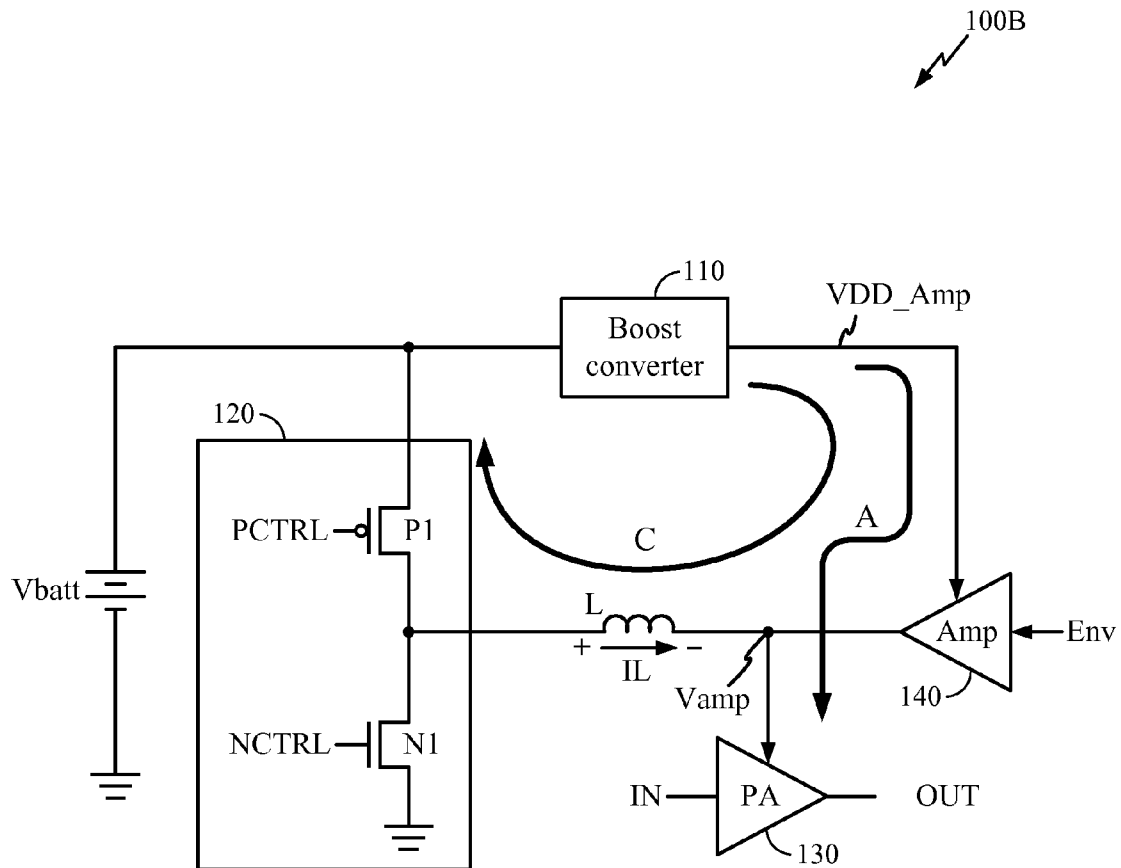 100B
110
VDD_Amp
Boost
converter
120
A
PCTRL
P1
C
Vbatt
L
Amp
Env
+
-
IL
Vamp
140
NCTRL
N1
IN
PA
OUT
130